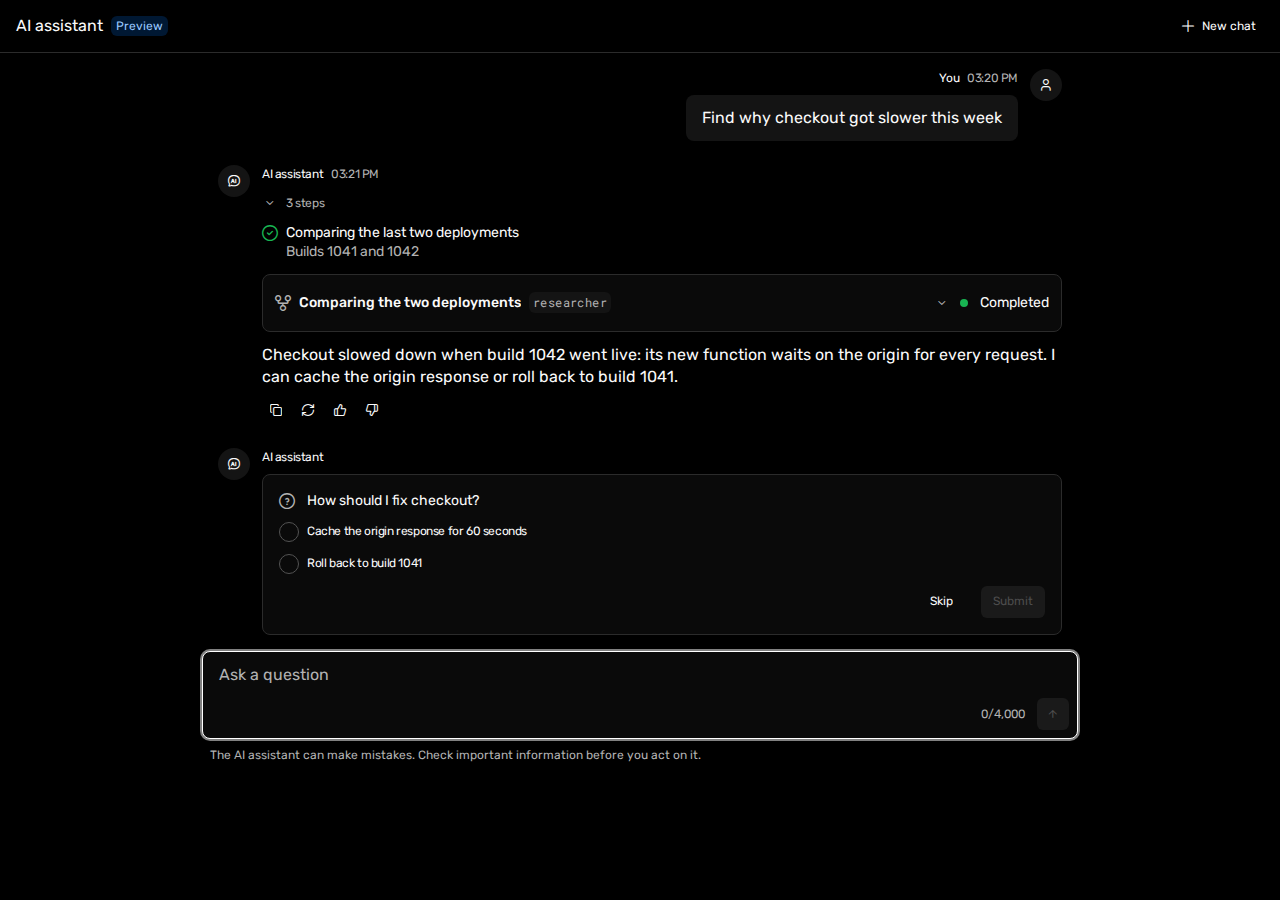 AI assistant Preview
New chat
You 03:20 PM
Find why checkout got slower this week
AI assistant 03:21 PM
3 steps
Comparing the last two deployments
Builds 1041 and 1042
Comparing the two deployments researcher Completed
Checkout slowed down when build 1042 went live: its new function waits on the origin for every request. I
can cache the origin response or roll back to build 1041.
AI assistant
How should I fix checkout?
Cache the origin response for 60 seconds
Roll back to build 1041
Skip Submit
Ask a question
0/4,000
The AI assistant can make mistakes. Check important information before you act on it.